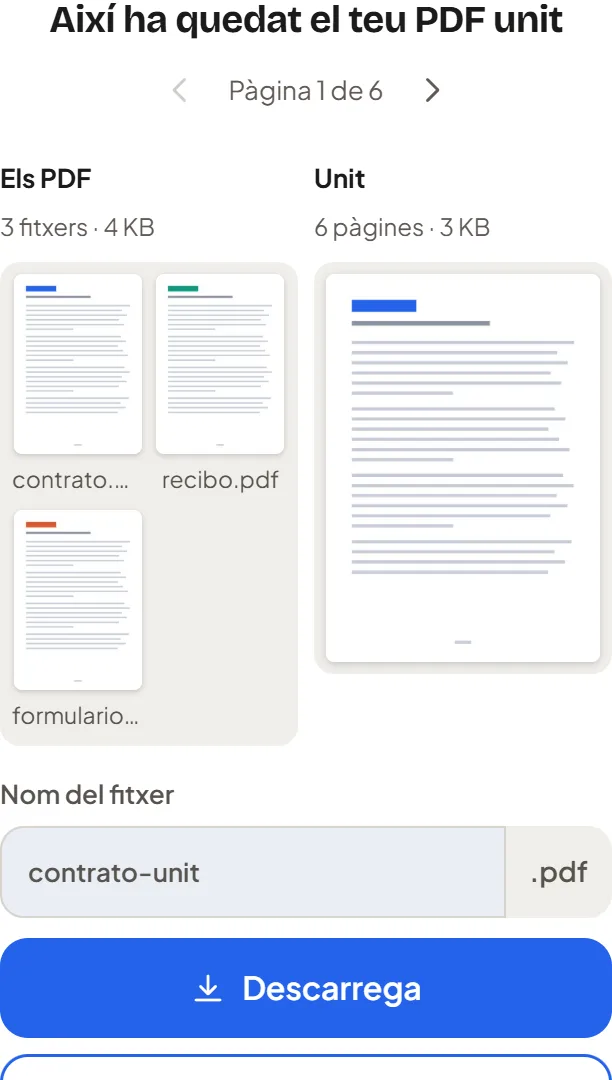 Així ha quedat el teu PDF unit
Pàgina 1 de 6
Els PDF
3 fitxers · 4 KB
contrato.…
recibo.pdf
formulario…
Unit
6 pàgines · 3 KB
Nom del fitxer
contrato-unit
.pdf
Descarrega